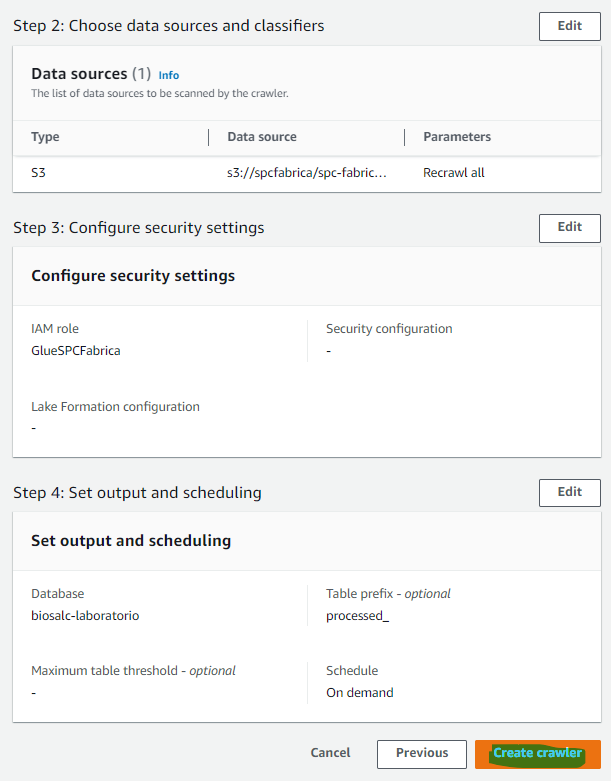 Step 2: Choose data sources and classifiers
Edit
Data sources (1) Info
The list of data sources to be scanned by the crawler.
Type Data source Parameters
S3 s3://spcfabrica/spc-fabric... Recrawl all
Step 3: Configure security settings
Edit
Configure security settings
IAM role
GlueSPCFabrica
Security configuration
-
Lake Formation configuration
-
Step 4: Set output and scheduling
Edit
Set output and scheduling
Database
biosalc-laboratorio
Table prefix - optional
processed_
Maximum table threshold - optional
-
Schedule
On demand
Cancel
Previous
Create crawler